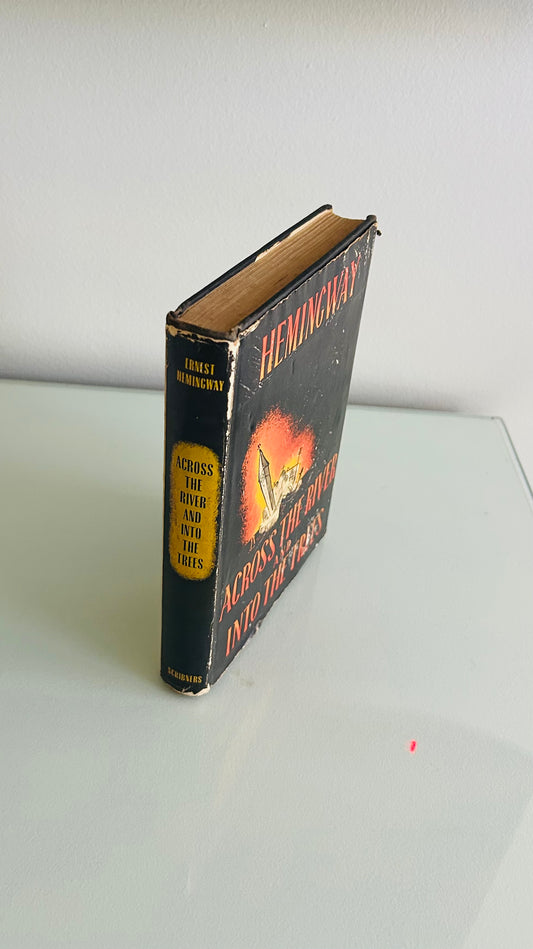 ERNEST
HEMINGWAY
ACROSS
THE
RIVER
AND
INTO
THE
TREES
SCRIBNERS
HEMINGWAY
ACROSS THE RIVER
AND
INTO THE TREES